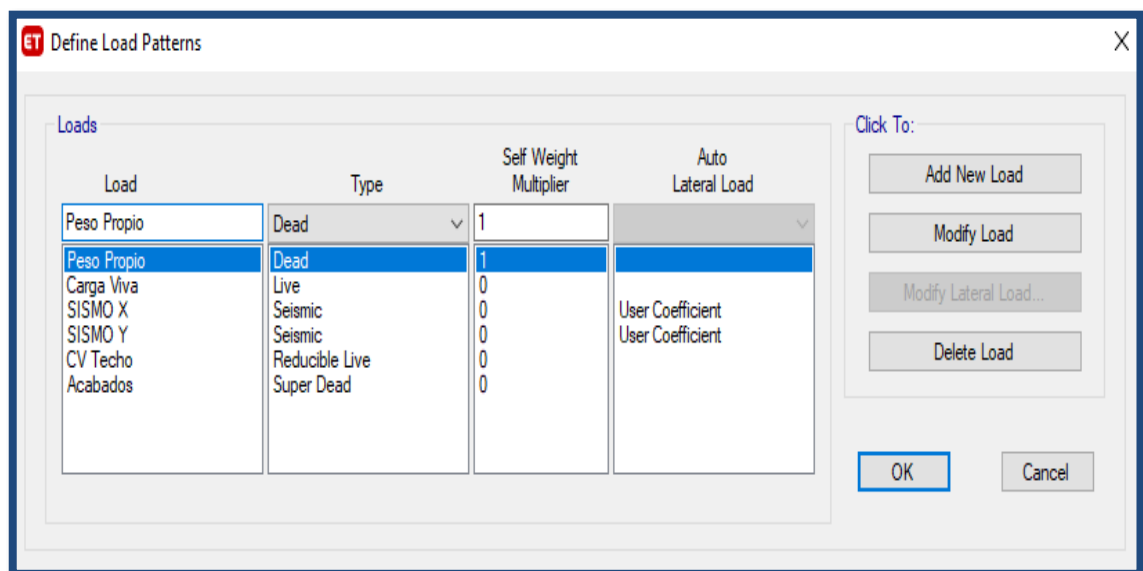 ET Define Load Patterns
Loads
Load Type Self Weight Multiplier Auto Lateral Load
Peso Propio Dead 1
Peso Propio Dead 1
Carga Viva Live 0
SISMO X Seismic 0 User Coefficient
SISMO Y Seismic 0 User Coefficient
CV Techo Reducible Live 0
Acabados Super Dead 0
Click To:
Add New Load
Modify Load
Modify Lateral Load...
Delete Load
OK Cancel